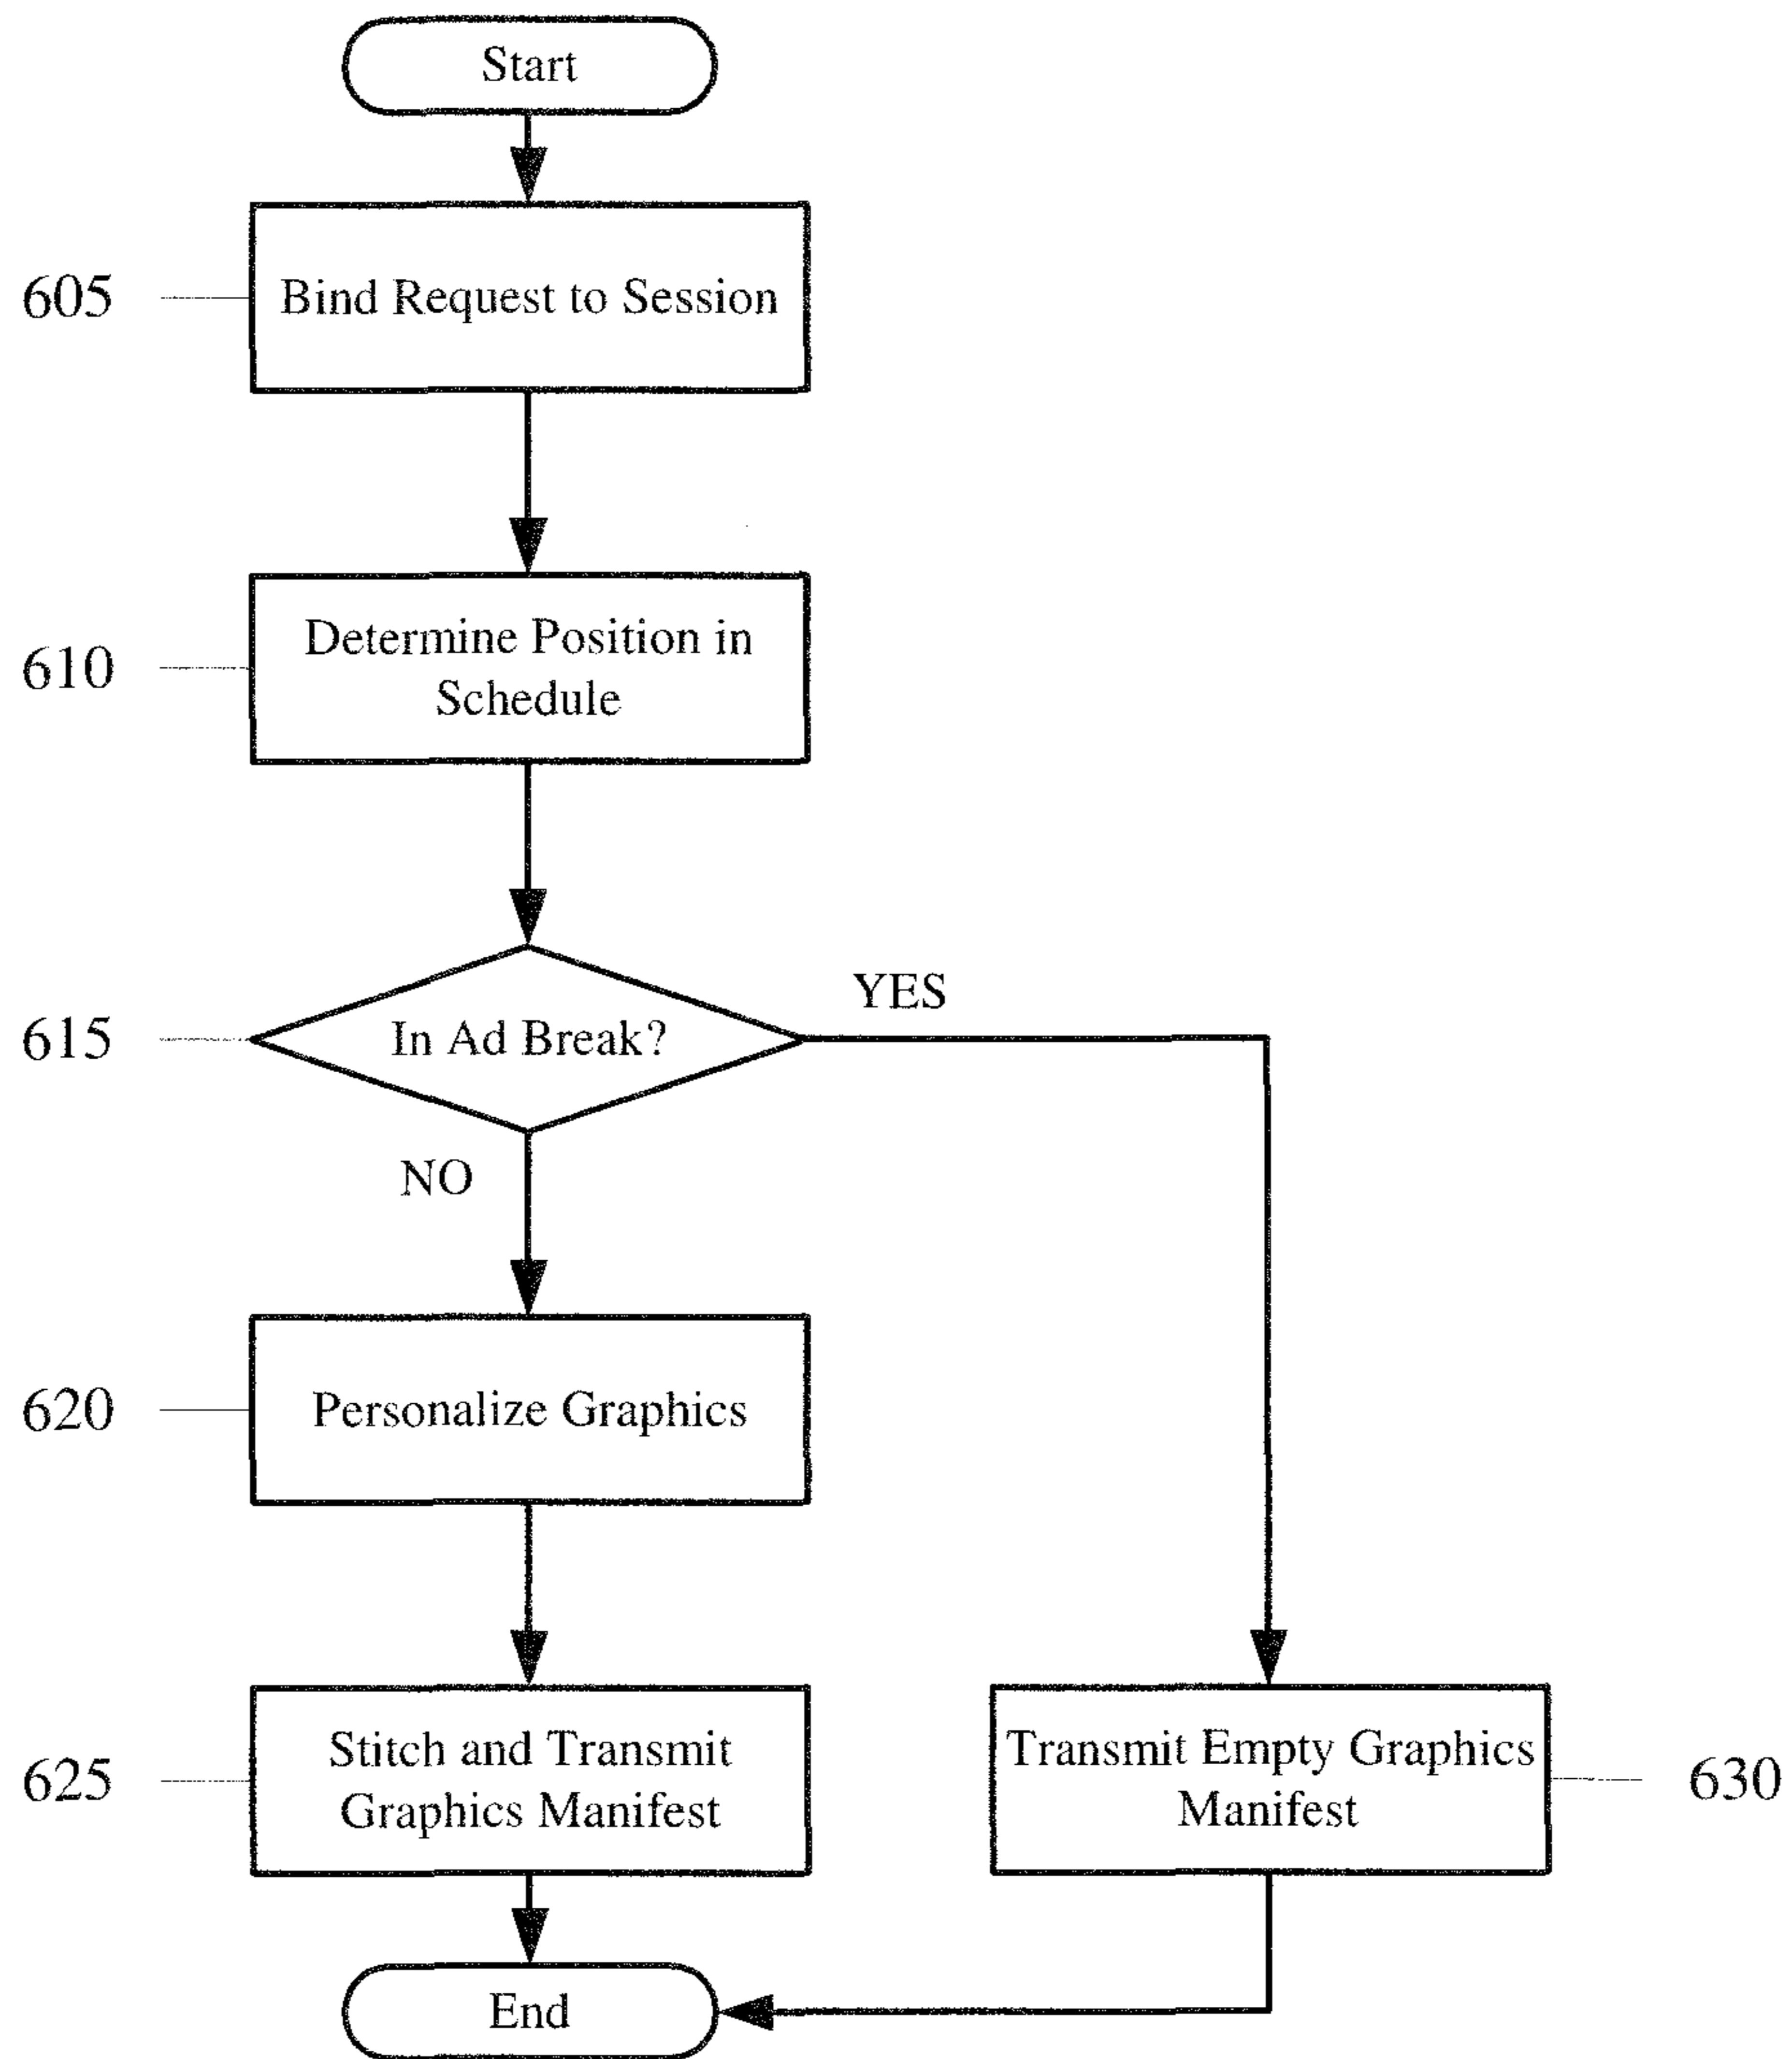 Start
605
Bind Request to Session
610
Determine Position in
Schedule
615
In Ad Break?
YES
NO
620
Personalize Graphics
625
Stitch and Transmit
Graphics Manifest
Transmit Empty Graphics
Manifest
630
End